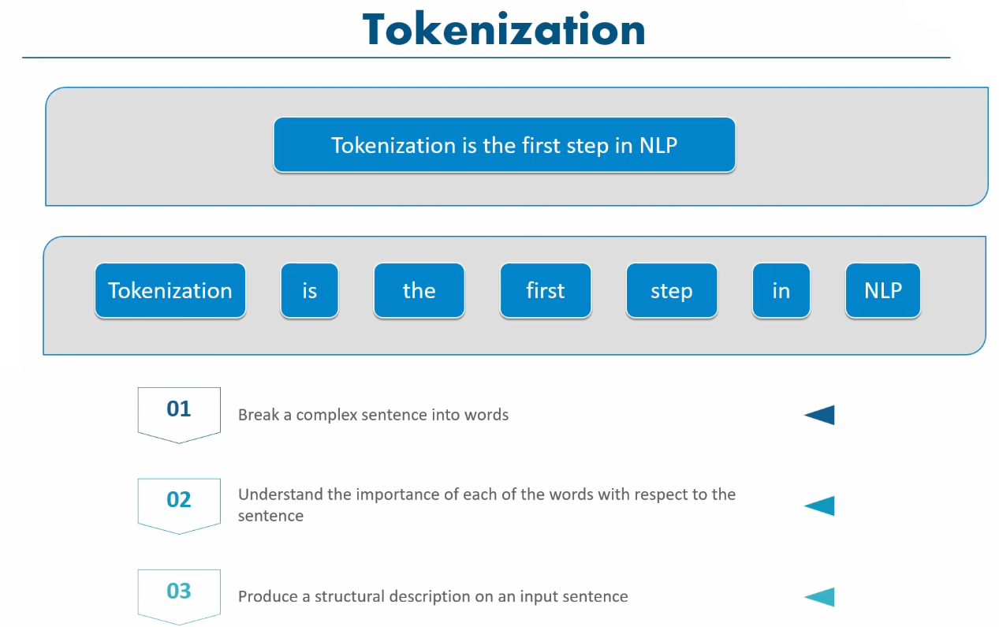 Tokenization
Tokenization is the first step in NLP
Tokenization is the first step in NLP
01
Break a complex sentence into words
02
Understand the importance of each of the words with respect to the
sentence
03
Produce a structural description on an input sentence